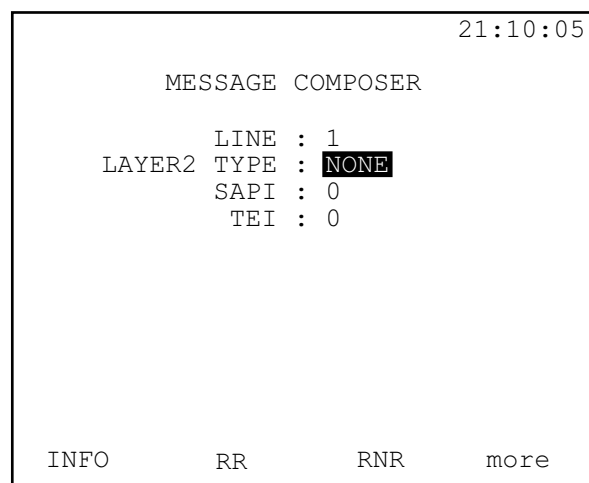 21:10:05
MESSAGE COMPOSER
LINE : 1
LAYER2 TYPE : NONE
SAPI : 0
TEI : 0
INFO RR RNR more